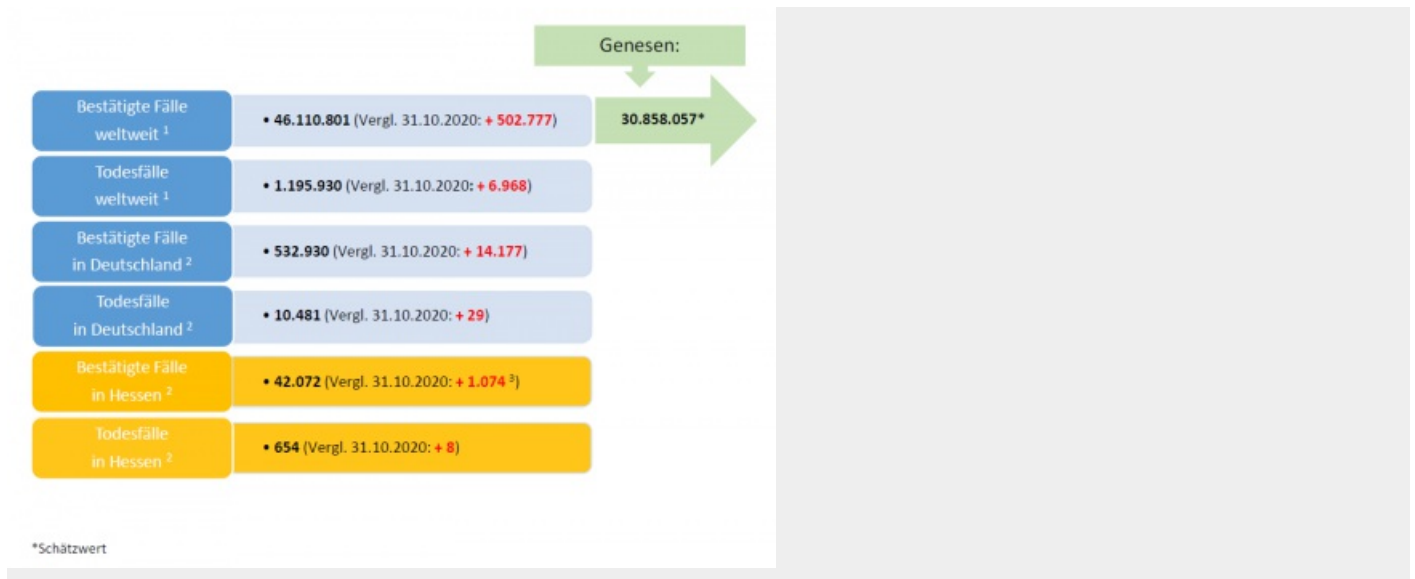 Genesen:
Bestätigte Fälle
weltweit ¹
• 46.110.801 (Vergl. 31.10.2020: + 502.777)
30.858.057*
Todesfälle
weltweit ¹
• 1.195.930 (Vergl. 31.10.2020: + 6.968)
Bestätigte Fälle
in Deutschland ²
• 532.930 (Vergl. 31.10.2020: + 14.177)
Todesfälle
in Deutschland ²
• 10.481 (Vergl. 31.10.2020: + 29)
Bestätigte Fälle
in Hessen ²
• 42.072 (Vergl. 31.10.2020: + 1.074 ³)
Todesfälle
in Hessen ²
• 654 (Vergl. 31.10.2020: + 8)
*Schätzwert